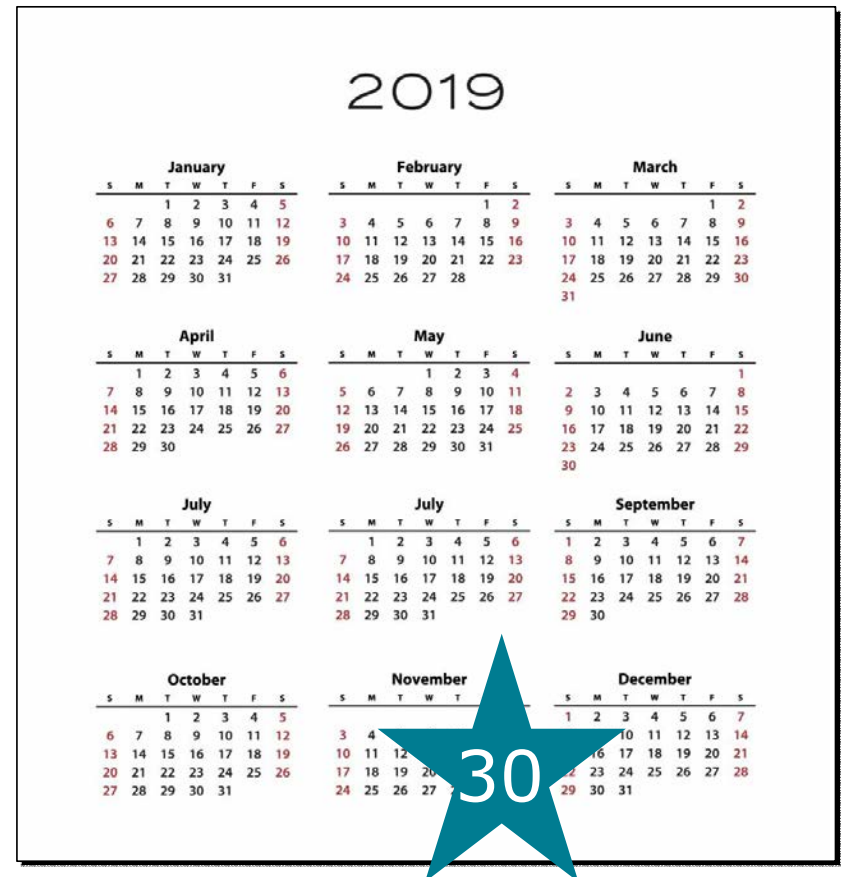 2019
January
S M T W T F S
1 2 3 4 5
6 7 8 9 10 11 12
13 14 15 16 17 18 19
20 21 22 23 24 25 26
27 28 29 30 31
February
S M T W T F S
1 2
3 4 5 6 7 8 9
10 11 12 13 14 15 16
17 18 19 20 21 22 23
24 25 26 27 28
March
S M T W T F S
1 2
3 4 5 6 7 8 9
10 11 12 13 14 15 16
17 18 19 20 21 22 23
24 25 26 27 28 29 30
31
April
S M T W T F S
1 2 3 4 5 6
7 8 9 10 11 12 13
14 15 16 17 18 19 20
21 22 23 24 25 26 27
28 29 30
May
S M T W T F S
1 2 3 4
5 6 7 8 9 10 11
12 13 14 15 16 17 18
19 20 21 22 23 24 25
26 27 28 29 30 31
June
S M T W T F S
1
2 3 4 5 6 7 8
9 10 11 12 13 14 15
16 17 18 19 20 21 22
23 24 25 26 27 28 29
30
July
S M T W T F S
1 2 3 4 5 6
7 8 9 10 11 12 13
14 15 16 17 18 19 20
21 22 23 24 25 26 27
28 29 30 31
July
S M T W T F S
1 2 3 4 5 6
7 8 9 10 11 12 13
14 15 16 17 18 19 20
21 22 23 24 25 26 27
28 29 30 31
September
S M T W T F S
1 2 3 4 5 6 7
8 9 10 11 12 13 14
15 16 17 18 19 20 21
22 23 24 25 26 27 28
29 30
October
S M T W T F S
1 2 3 4 5
6 7 8 9 10 11 12
13 14 15 16 17 18 19
20 21 22 23 24 25 26
27 28 29 30 31
November
S M T W T
3 4
10 11 12
17 18 19 20
24 25 26 27
30
December
S M T W T F S
1 2 3 4 5 6 7
10 11 12 13 14
16 17 18 19 20 21
22 23 24 25 26 27 28
29 30 31